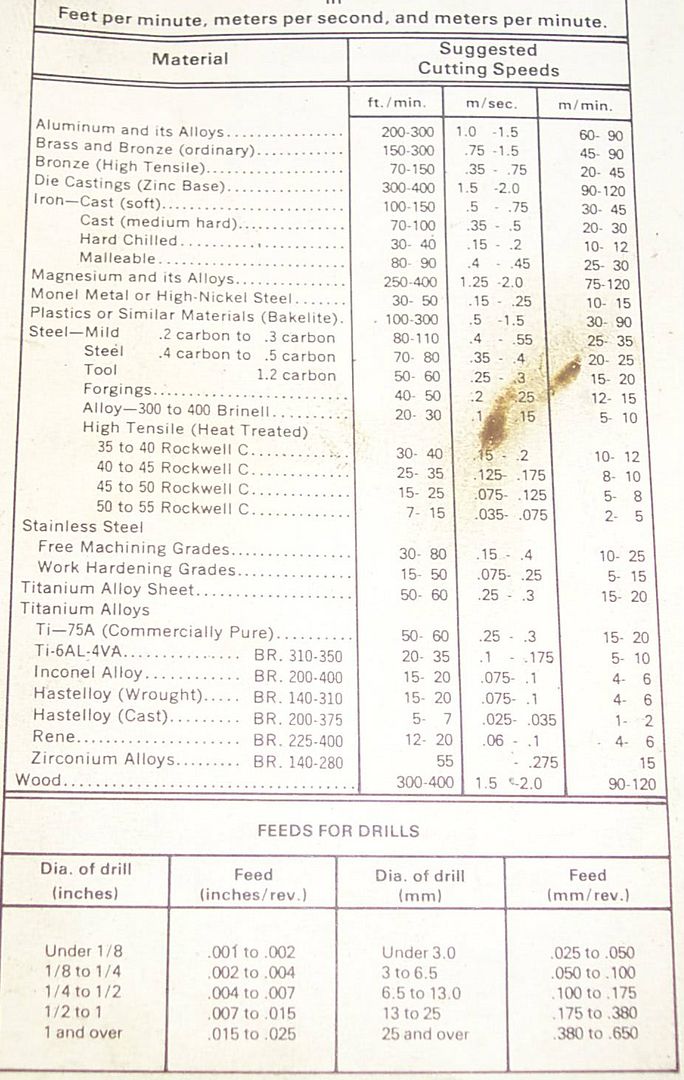 Feet per minute, meters per second, and meters per minute.
Material Suggested
Cutting Speeds
ft./min. m/sec. m/min.
Aluminum and its Alloys................ 200-300 1.0 -1.5 60- 90
Brass and Bronze (ordinary)............. 150-300 .75 -1.5 45- 90
Bronze (High Tensile).................... 70-150 .35 - .75 20- 45
Die Castings (Zinc Base)................. 300-400 1.5 -2.0 90-120
Iron—Cast (soft)........................ 100-150 .5 - .75 30- 45
Cast (medium hard)................ 70-100 .35 - .5 20- 30
Hard Chilled........................ 30- 40 .15 - .2 10- 12
Malleable........................... 80- 90 .4 - .45 25- 30
Magnesium and its Alloys................ 250-400 1.25 -2.0 75-120
Monel Metal or High-Nickel Steel....... 30- 50 .15 - .25 10- 15
Plastics or Similar Materials (Bakelite). 100-300 .5 -1.5 30- 90
Steel—Mild .2 carbon to .3 carbon 80-110 .4 - .55 25- 35
Steel .4 carbon to .5 carbon 70- 80 .35 - .4 20- 25
Tool 1.2 carbon 50- 60 .25 - .3 15- 20
Forgings........................... 40- 50 .2 .25 12- 15
Alloy—300 to 400 Brinell........... 20- 30 .1 .15 5- 10
High Tensile (Heat Treated)
35 to 40 Rockwell C.............. 30- 40 .15 - .2 10- 12
40 to 45 Rockwell C.............. 25- 35 .125- .175 8- 10
45 to 50 Rockwell C.............. 15- 25 .075- .125 5- 8
50 to 55 Rockwell C.............. 7- 15 .035- .075 2- 5
Stainless Steel
Free Machining Grades................. 30- 80 .15 - .4 10- 25
Work Hardening Grades................ 15- 50 .075- .25 5- 15
Titanium Alloy Sheet..................... 50- 60 .25 - .3 15- 20
Titanium Alloys
Ti—75A (Commercially Pure).......... 50- 60 .25 - .3 15- 20
Ti-6AL-4VA............... BR. 310-350 20- 35 .1 - .175 5- 10
Inconel Alloy.............. BR. 200-400 15- 20 .075- .1 4- 6
Hastelloy (Wrought)..... BR. 140-310 15- 20 .075- .1 4- 6
Hastelloy (Cast)......... BR. 200-375 5- 7 .025- .035 1- 2
Rene....................... BR. 225-400 12- 20 .06 - .1 4- 6
Zirconium Alloys......... BR. 140-280 55 - .275 15
Wood..................................... 300-400 1.5 -2.0 90-120
FEEDS FOR DRILLS
Dia. of drill Feed Dia. of drill Feed
(inches) (inches/rev.) (mm) (mm/rev.)
Under 1/8 .001 to .002 Under 3.0 .025 to .050
1/8 to 1/4 .002 to .004 3 to 6.5 .050 to .100
1/4 to 1/2 .004 to .007 6.5 to 13.0 .100 to .175
1/2 to 1 .007 to .015 13 to 25 .175 to .380
1 and over .015 to .025 25 and over .380 to .650